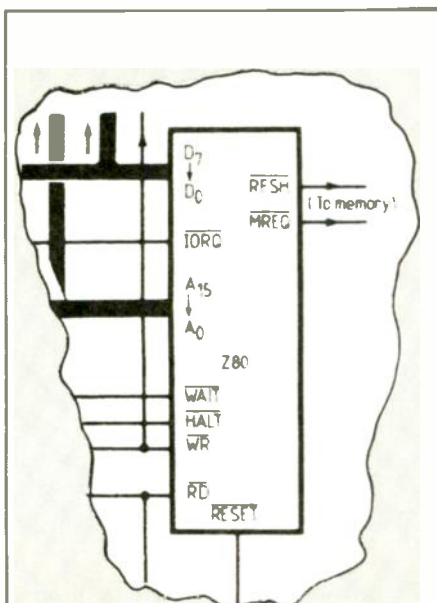 D7
↓
D0
RFSH
(To memory)
MREQ
IORQ
A15
↓
A0
Z80
WAIT
HALT
WR
RD
RESET